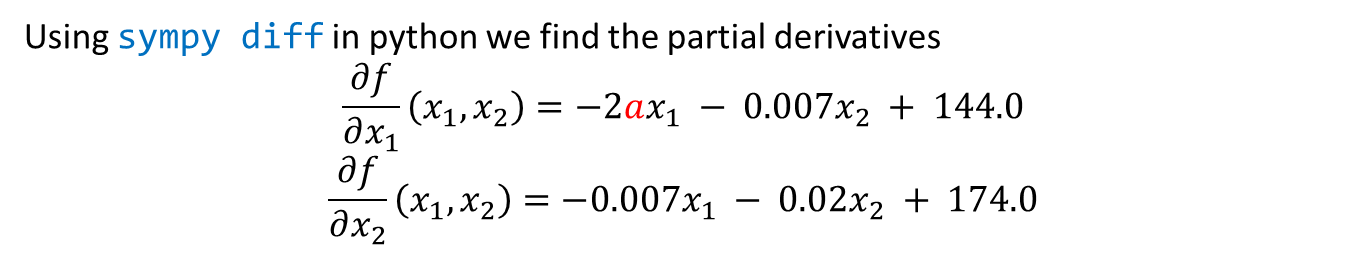 Using sympy diff in python we find the partial derivatives
∂f/∂x₁ (x₁, x₂) = −2ax₁ − 0.007x₂ + 144.0
∂f/∂x₂ (x₁, x₂) = −0.007x₁ − 0.02x₂ + 174.0